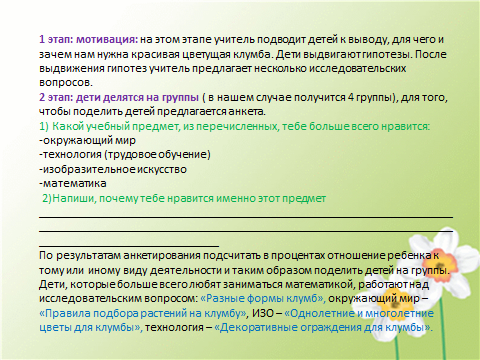 1 этап: мотивация: на этом этапе учитель подводит детей к выводу, для чего и
зачем нам нужна красивая цветущая клумба. Дети выдвигают гипотезы. После
выдвижения гипотез учитель предлагает несколько исследовательских
вопросов.
2 этап: дети делятся на группы ( в нашем случае получится 4 группы), для того,
чтобы поделить детей предлагается анкета.
1) Какой учебный предмет, из перечисленных, тебе больше всего нравится:
-окружающий мир
-технология (трудовое обучение)
-изобразительное искусство
-математика
2)Напиши, почему тебе нравится именно этот предмет
По результатам анкетирования подсчитать в процентах отношение ребенка к
тому или иному виду деятельности и таким образом поделить детей на группы.
Дети, которые больше всего любят заниматься математикой, работают над
исследовательским вопросом: «Разные формы клумб», окружающий мир –
«Правила подбора растений на клумбу», ИЗО – «Однолетние и многолетние
цветы для клумбы», технология – «Декоративные ограждения для клумбы».